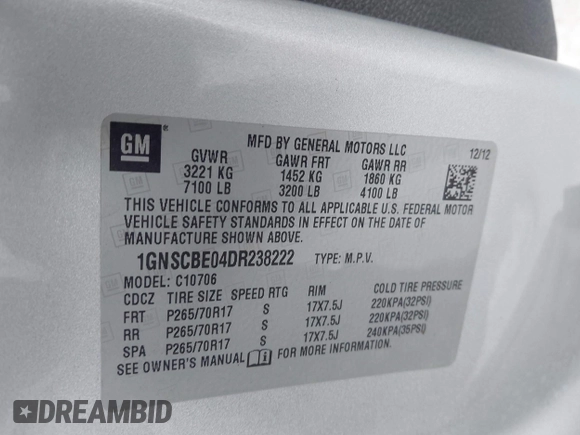 GM
MFD BY GENERAL MOTORS LLC 12/12
GVWR GAWR FRT GAWR RR
3221 KG 1452 KG 1860 KG
7100 LB 3200 LB 4100 LB
THIS VEHICLE CONFORMS TO ALL APPLICABLE U.S. FEDERAL MOTOR
VEHICLE SAFETY STANDARDS IN EFFECT ON THE DATE OF
MANUFACTURE SHOWN ABOVE.
1GNSCBE04DR238222 TYPE: M.P.V.
MODEL: C10706
CDCZ TIRE SIZE SPEED RTG RIM COLD TIRE PRESSURE
FRT P265/70R17 S 17X7.5J 220KPA(32PSI)
RR P265/70R17 S 17X7.5J 220KPA(32PSI)
SPA P265/70R17 S 17X7.5J 240KPA(35PSI)
SEE OWNER'S MANUAL FOR MORE INFORMATION.
DREAMBID